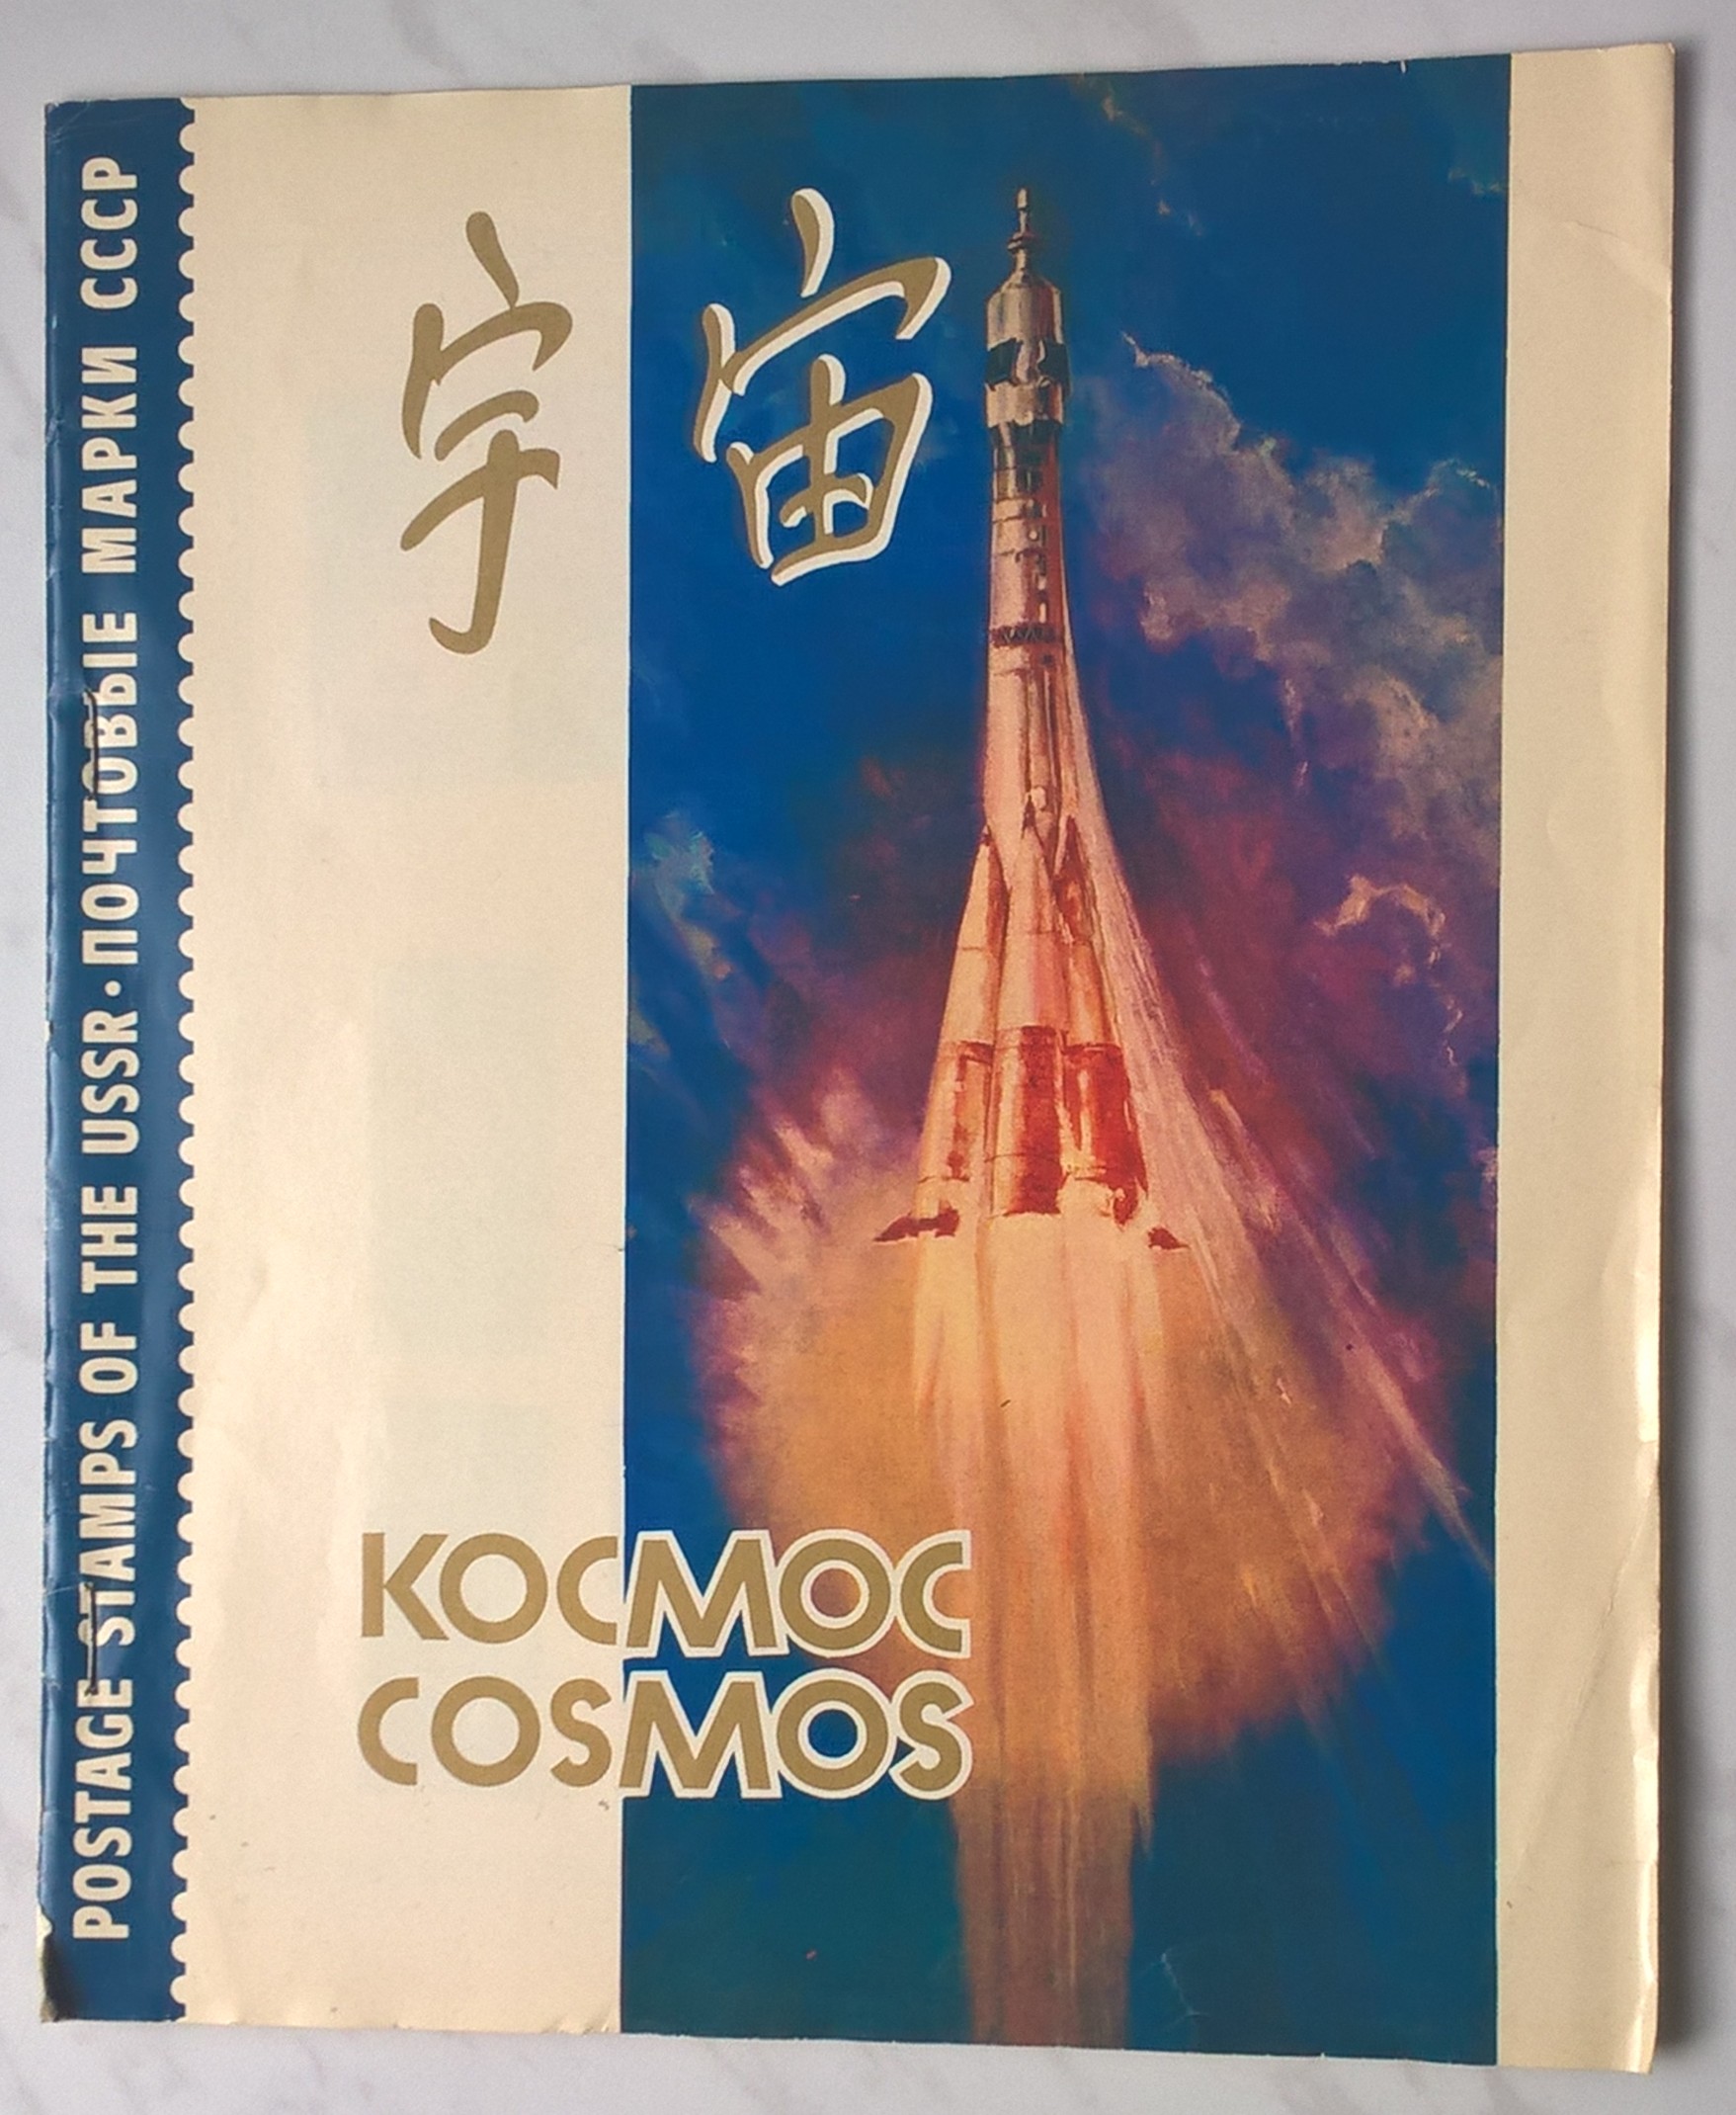 POSTAGE STAMPS OF THE USSR · ПОЧТОВЫЕ МАРКИ СССР
宇宙
КОСМОС
COSMOS